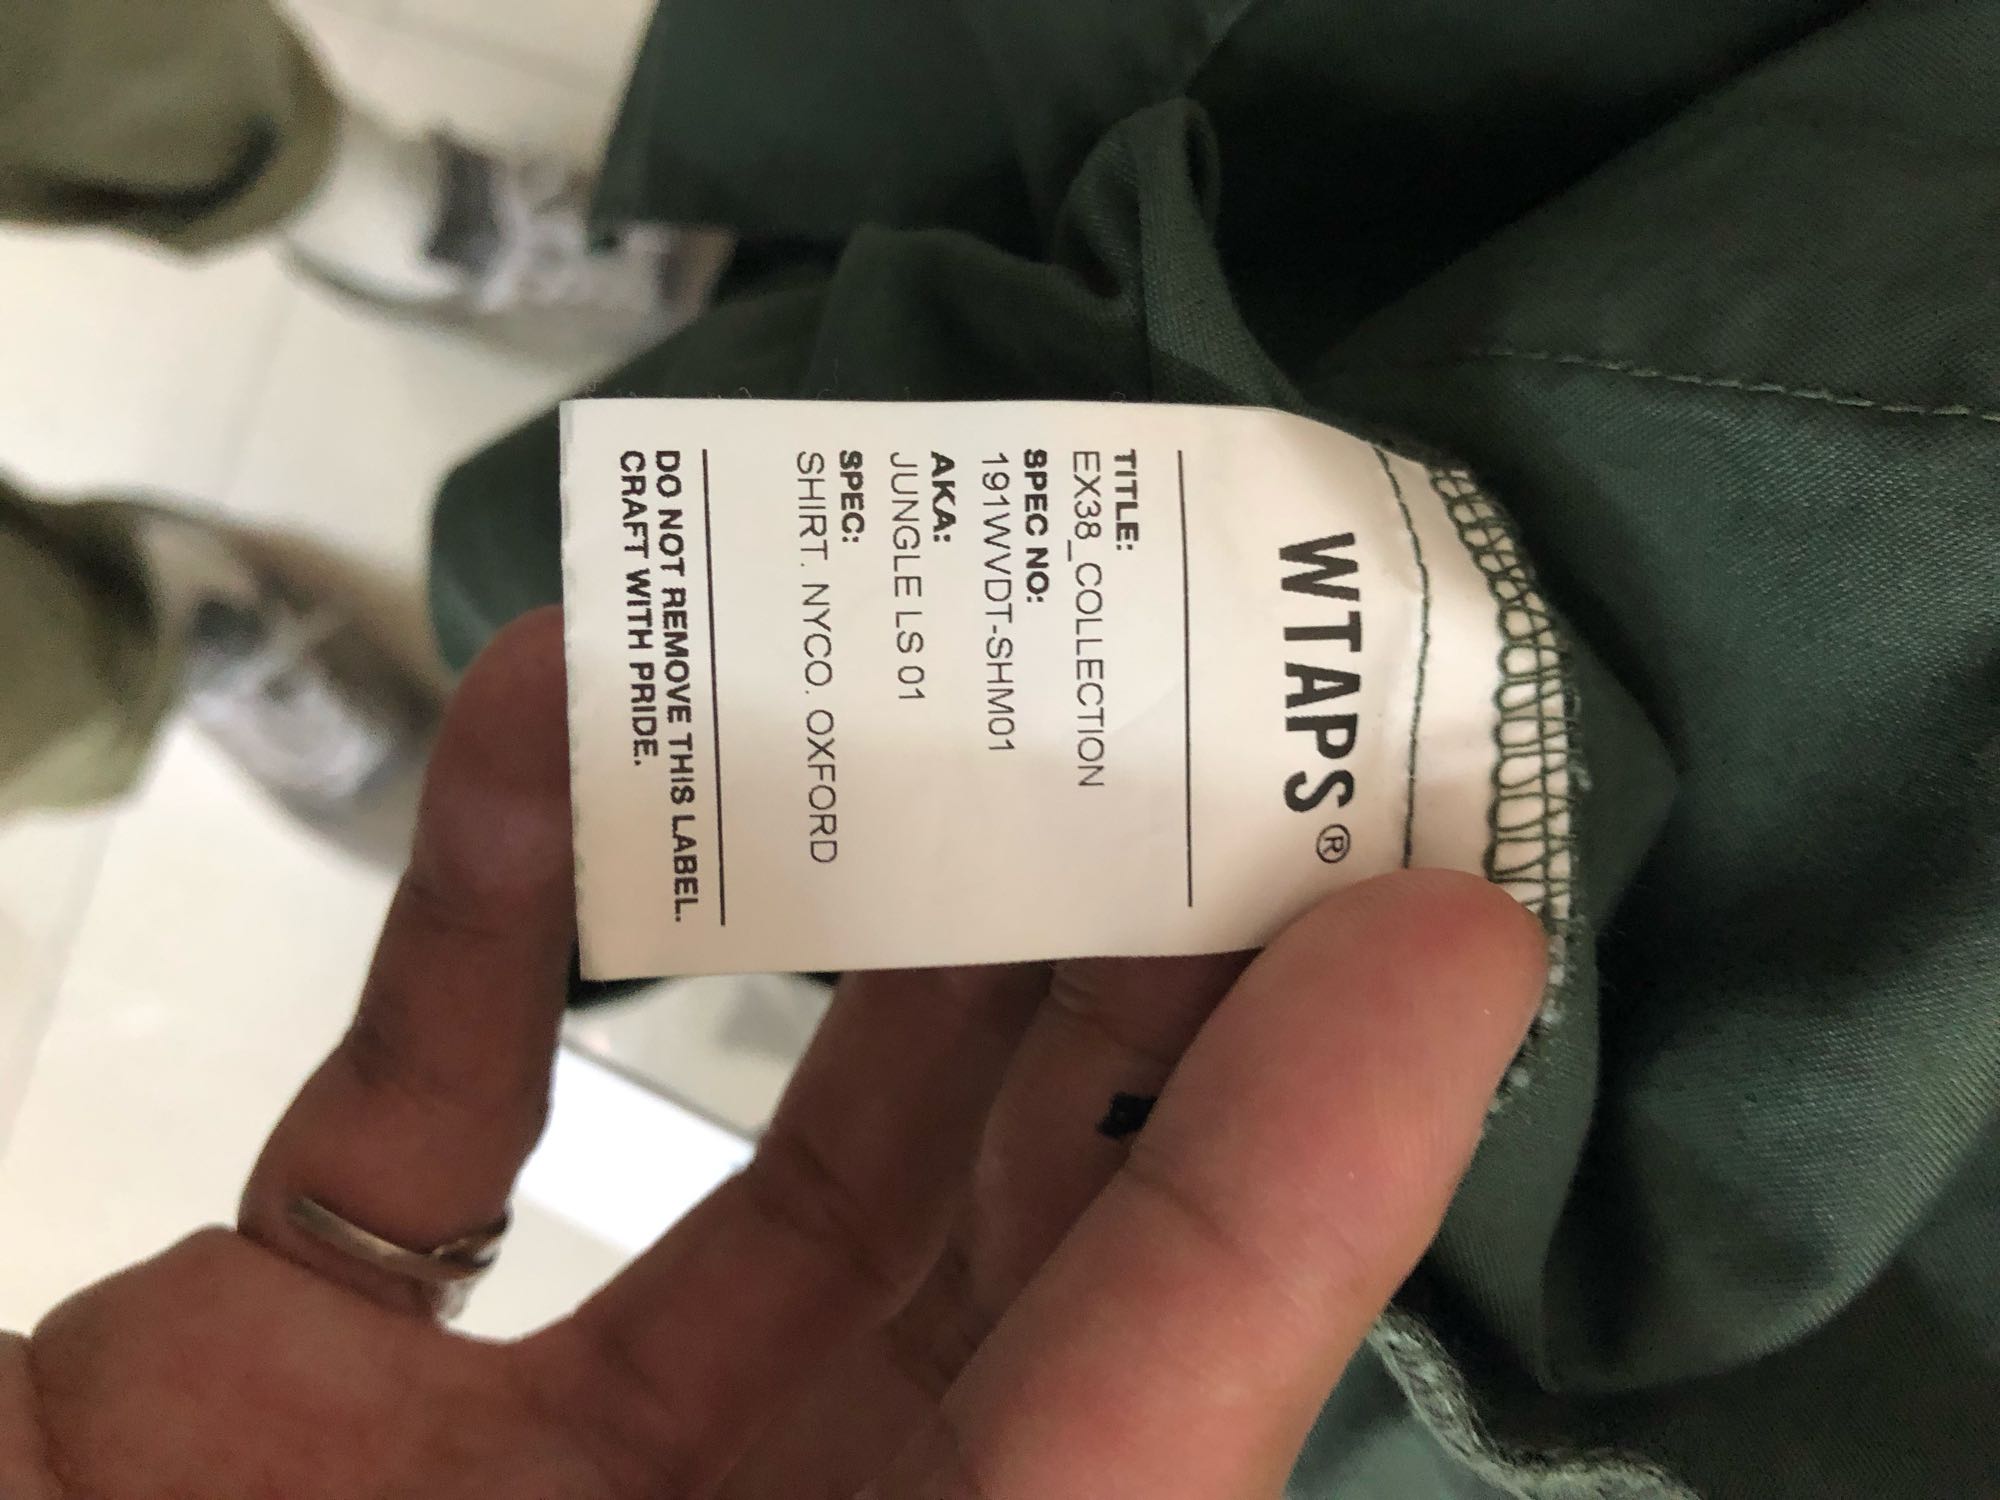 WTAPS®
TITLE:
EX38_COLLECTION
SPEC NO:
191WVDT-SHM01
AKA:
JUNGLE LS 01
SPEC:
SHIRT. NYCO. OXFORD
DO NOT REMOVE THIS LABEL.
CRAFT WITH PRIDE.